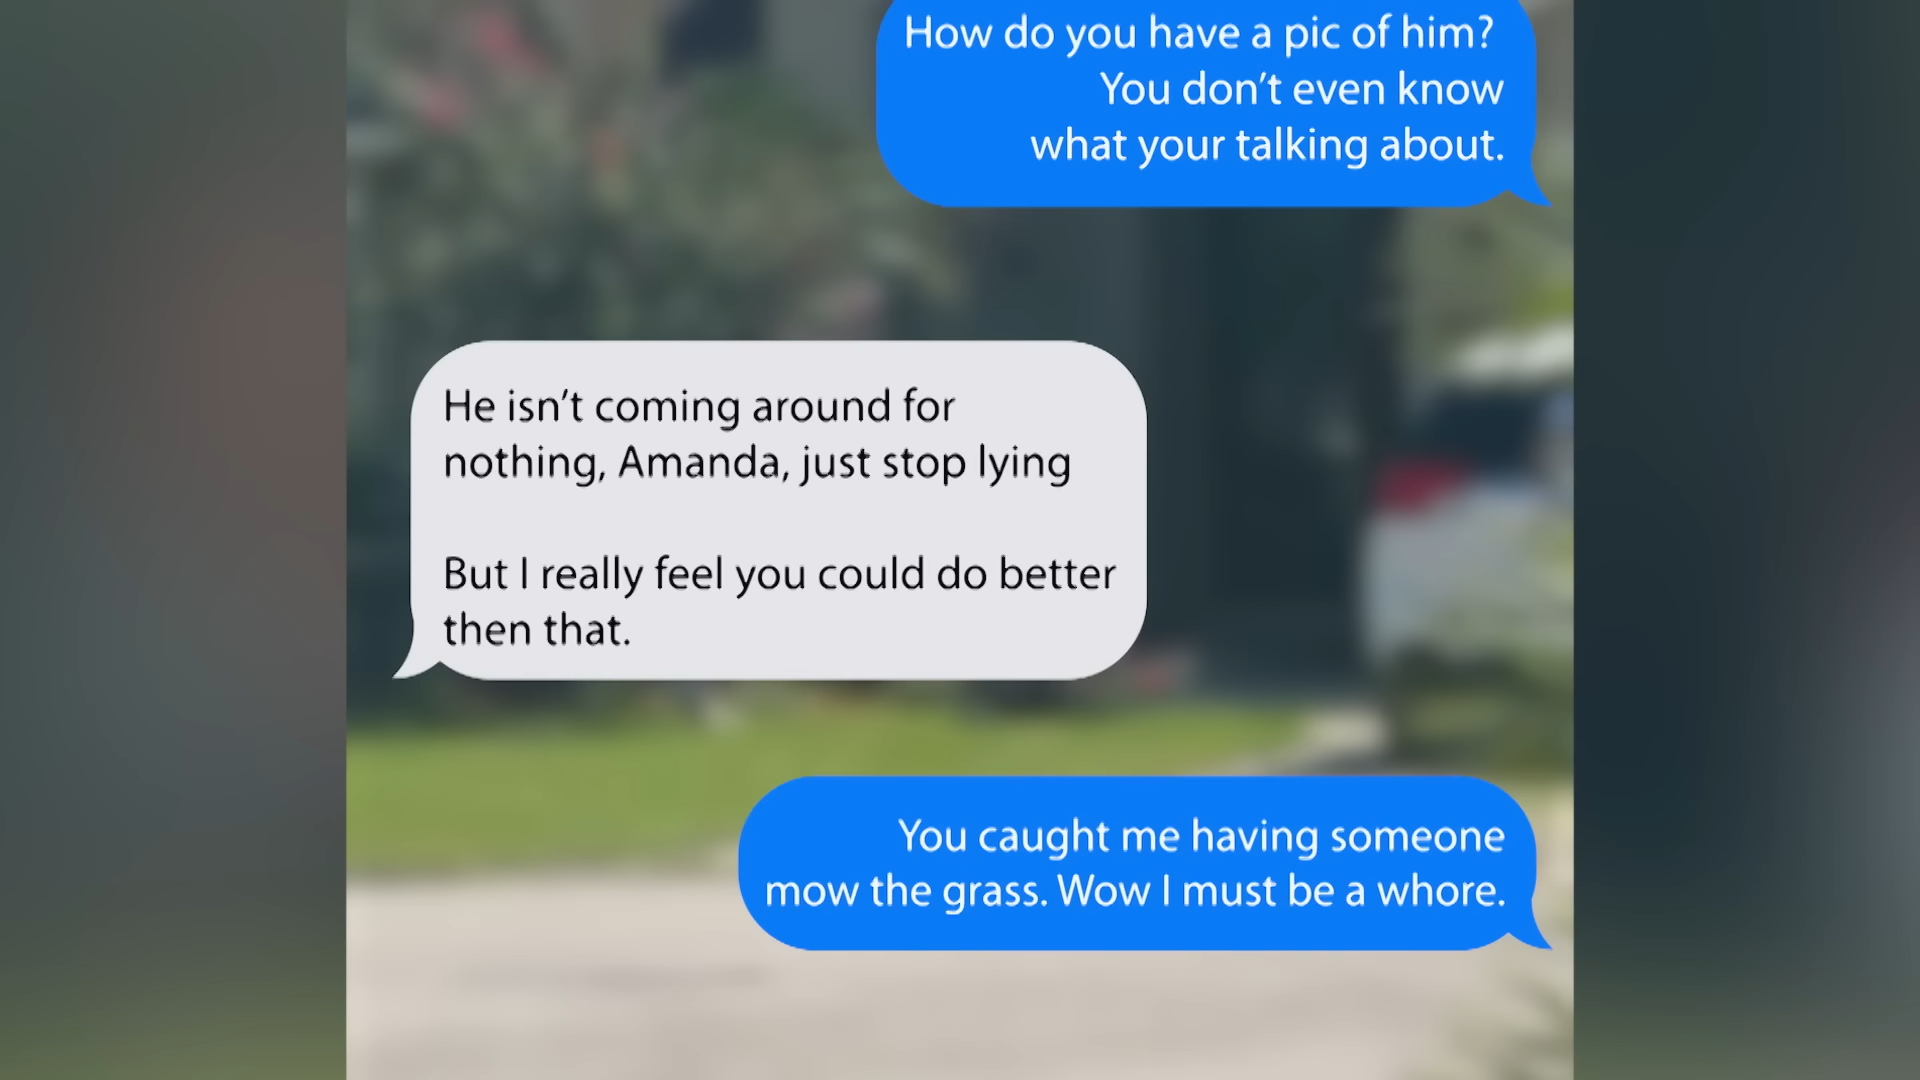 How do you have a pic of him?
You don’t even know
what your talking about.
He isn’t coming around for
nothing, Amanda, just stop lying
But I really feel you could do better
then that.
You caught me having someone
mow the grass. Wow I must be a whore.